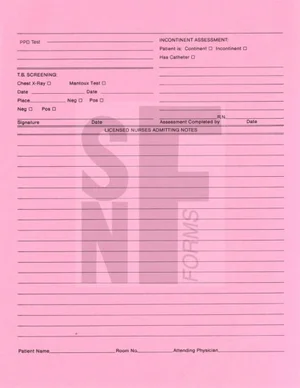 PPD Test
INCONTINENT ASSESSMENT:
Patient is: Continent ☐ Incontinent ☐
Has Catheter ☐
T.B. SCREENING:
Chest X-Ray ☐ Mantoux Test ☐
Date Date
Place Neg ☐ Pos ☐
Neg ☐ Pos ☐
R.N.
Signature Date Assessment Completed by Date
LICENSED NURSES ADMITTING NOTES
SNF
FORMS
Patient Name Room No. Attending Physician